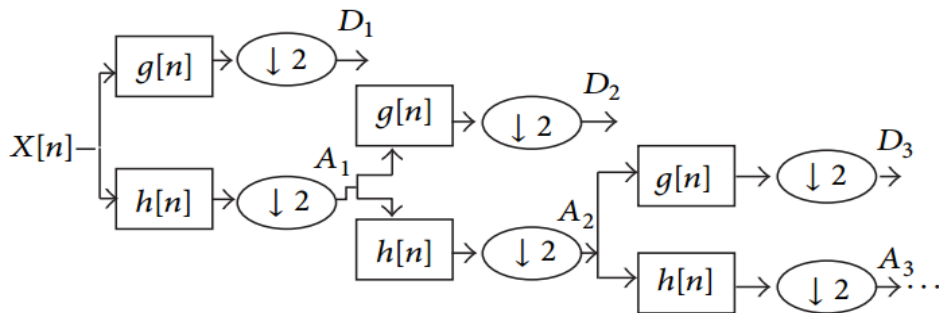 D₁
g[n]
↓ 2
D₂
g[n]
↓ 2
X[n]
A₁
D₃
h[n]
↓ 2
g[n]
↓ 2
A₂
h[n]
↓ 2
A₃
h[n]
↓ 2
...